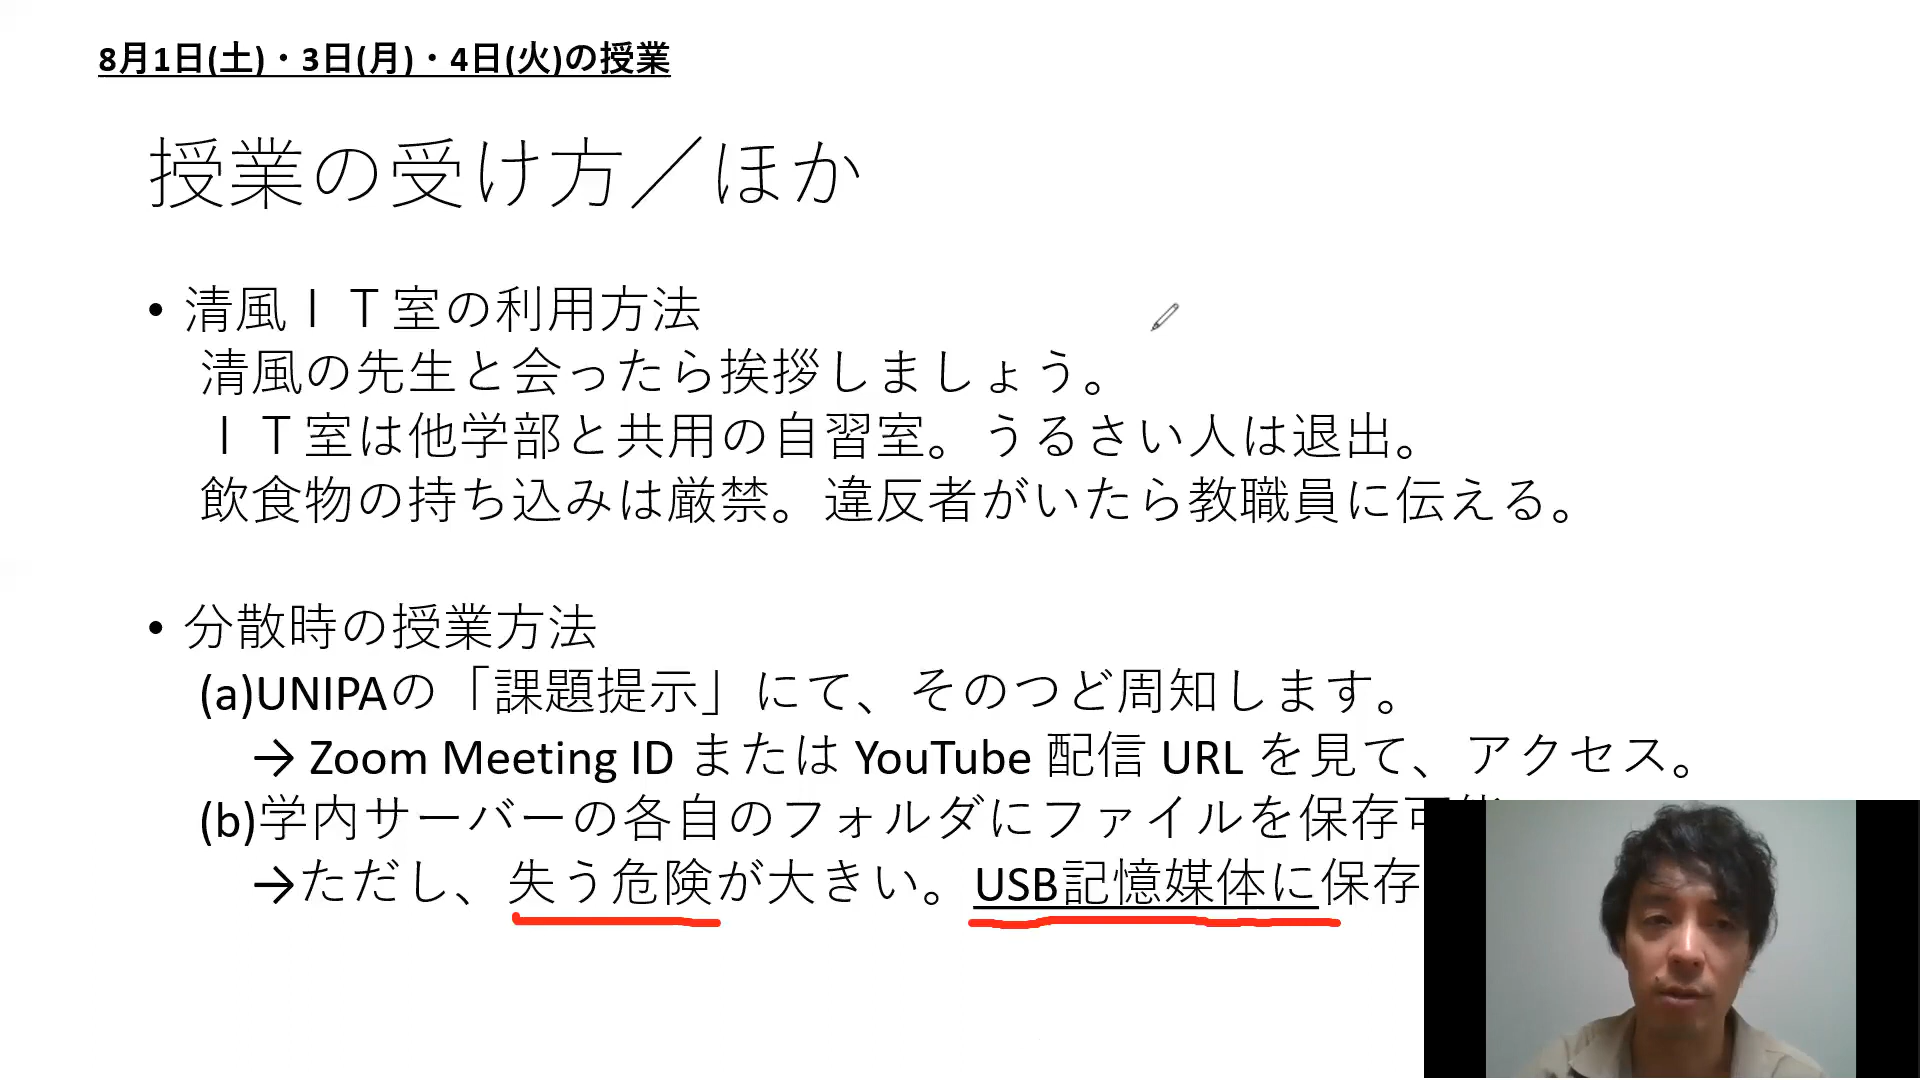 8月1日(土)・3日(月)・4日(火)の授業
授業の受け方／ほか
• 清風ＩＴ室の利用方法
清風の先生と会ったら挨拶しましょう。
ＩＴ室は他学部と共用の自習室。うるさい人は退出。
飲食物の持ち込みは厳禁。違反者がいたら教職員に伝える。
• 分散時の授業方法
(a)UNIPAの「課題提示」にて、そのつど周知します。
→ Zoom Meeting ID または YouTube 配信 URL を見て、アクセス。
(b)学内サーバーの各自のフォルダにファイルを保存可
→ただし、失う危険が大きい。USB記憶媒体に保存